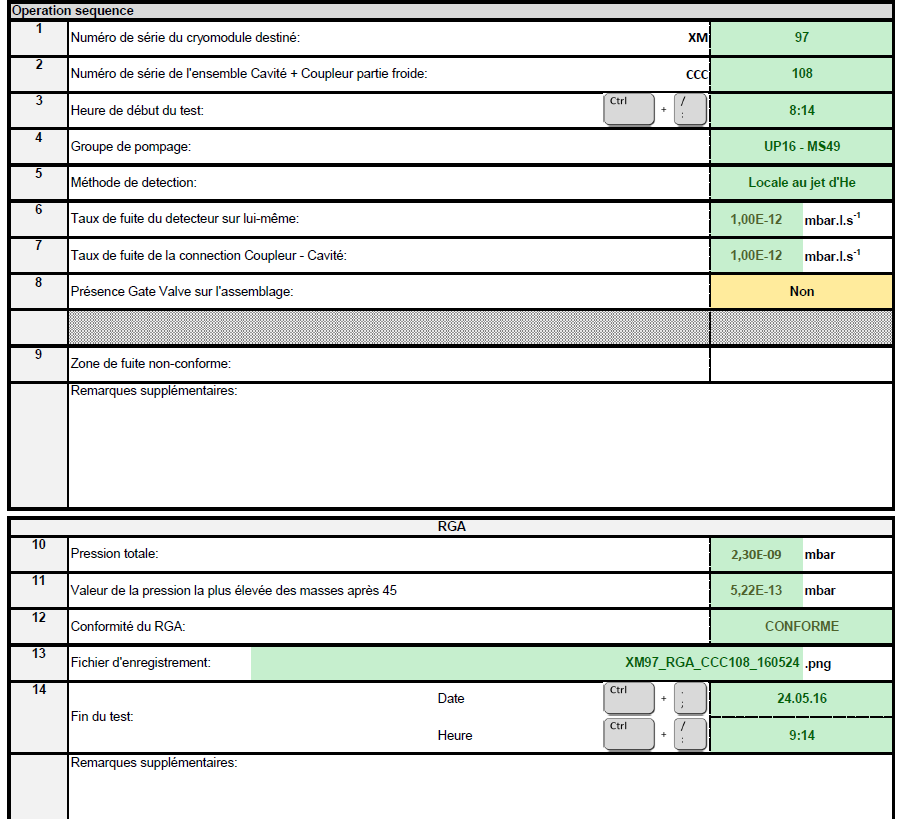 Operation sequence
1 Numéro de série du cryomodule destiné: XM 97
2 Numéro de série de l'ensemble Cavité + Coupleur partie froide: CCC 108
3 Heure de début du test: Ctrl + / : 8:14
4 Groupe de pompage: UP16 - MS49
5 Méthode de detection: Locale au jet d'He
6 Taux de fuite du detecteur sur lui-même: 1,00E-12 mbar.l.s-1
7 Taux de fuite de la connection Coupleur - Cavité: 1,00E-12 mbar.l.s-1
8 Présence Gate Valve sur l'assemblage: Non
9 Zone de fuite non-conforme:
Remarques supplémentaires:
RGA
10 Pression totale: 2,30E-09 mbar
11 Valeur de la pression la plus élevée des masses après 45 5,22E-13 mbar
12 Conformité du RGA: CONFORME
13 Fichier d'enregistrement: XM97_RGA_CCC108_160524 .png
14 Fin du test: Date Ctrl + . ; 24.05.16
Heure Ctrl + / : 9:14
Remarques supplémentaires: